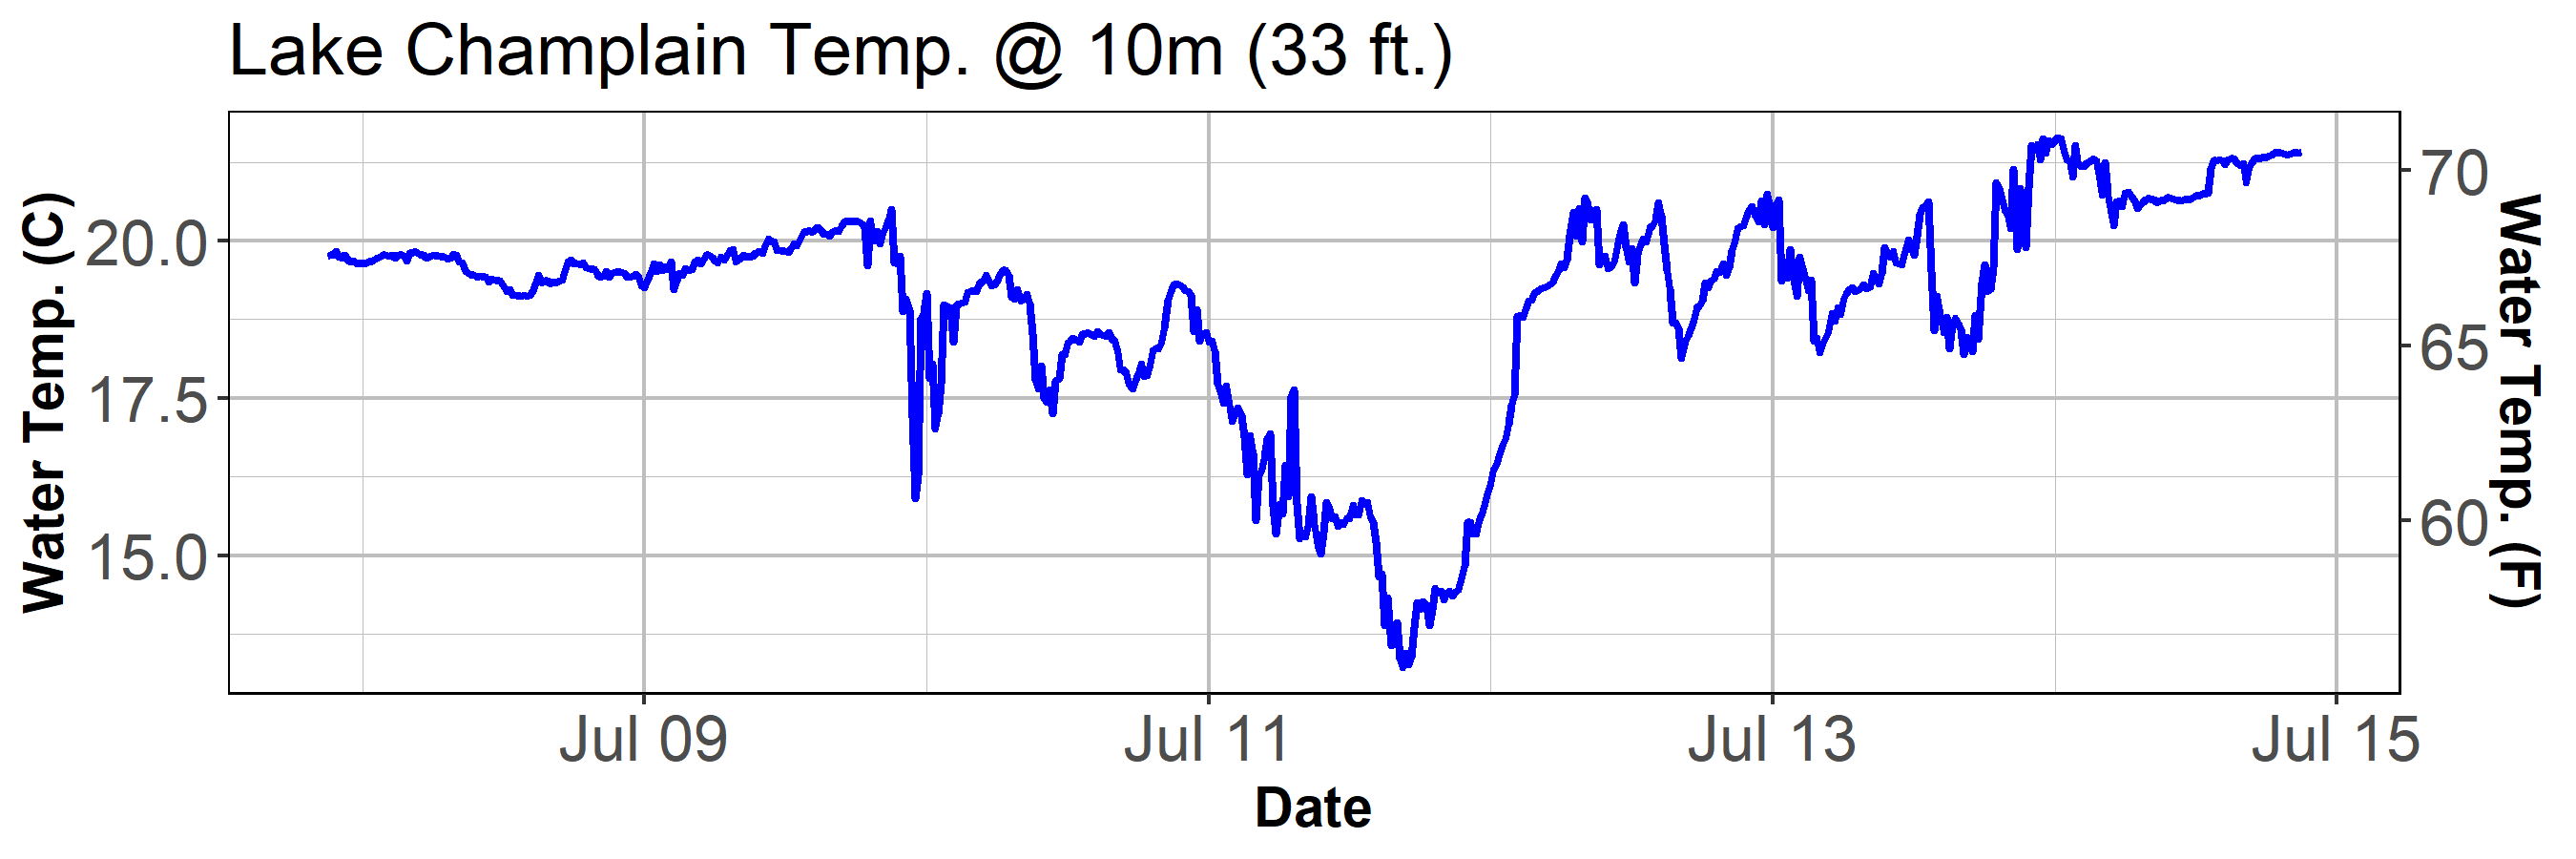 Lake Champlain Temp. @ 10m (33 ft.)
Water Temp. (C)
20.0
17.5
15.0
70
65
60
Water Temp. (F)
Jul 09
Jul 11
Jul 13
Jul 15
Date